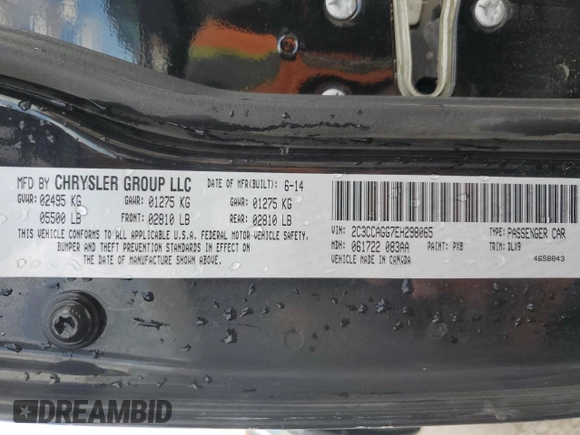 MFD BY CHRYSLER GROUP LLC DATE OF MFR(BUILT): 6-14
GVWR: 02495 KG GAWR: 01275 KG GAWR: 01275 KG
05500 LB FRONT: 02810 LB REAR: 02810 LB
THIS VEHICLE CONFORMS TO ALL APPLICABLE FEDERAL MOTOR VEHICLE SAFETY,
BUMPER AND THEFT PREVENTION STANDARDS IN EFFECT ON
THE DATE OF MANUFACTURE SHOWN ABOVE.
VIN: 2C3CCAGG7EH298065 TYPE: PASSENGER CAR
MDH: 061722 083AA PAINT: PX8 TRIM: DLX9
VEHICLE MADE IN CANADA 4658843
DREAMBID